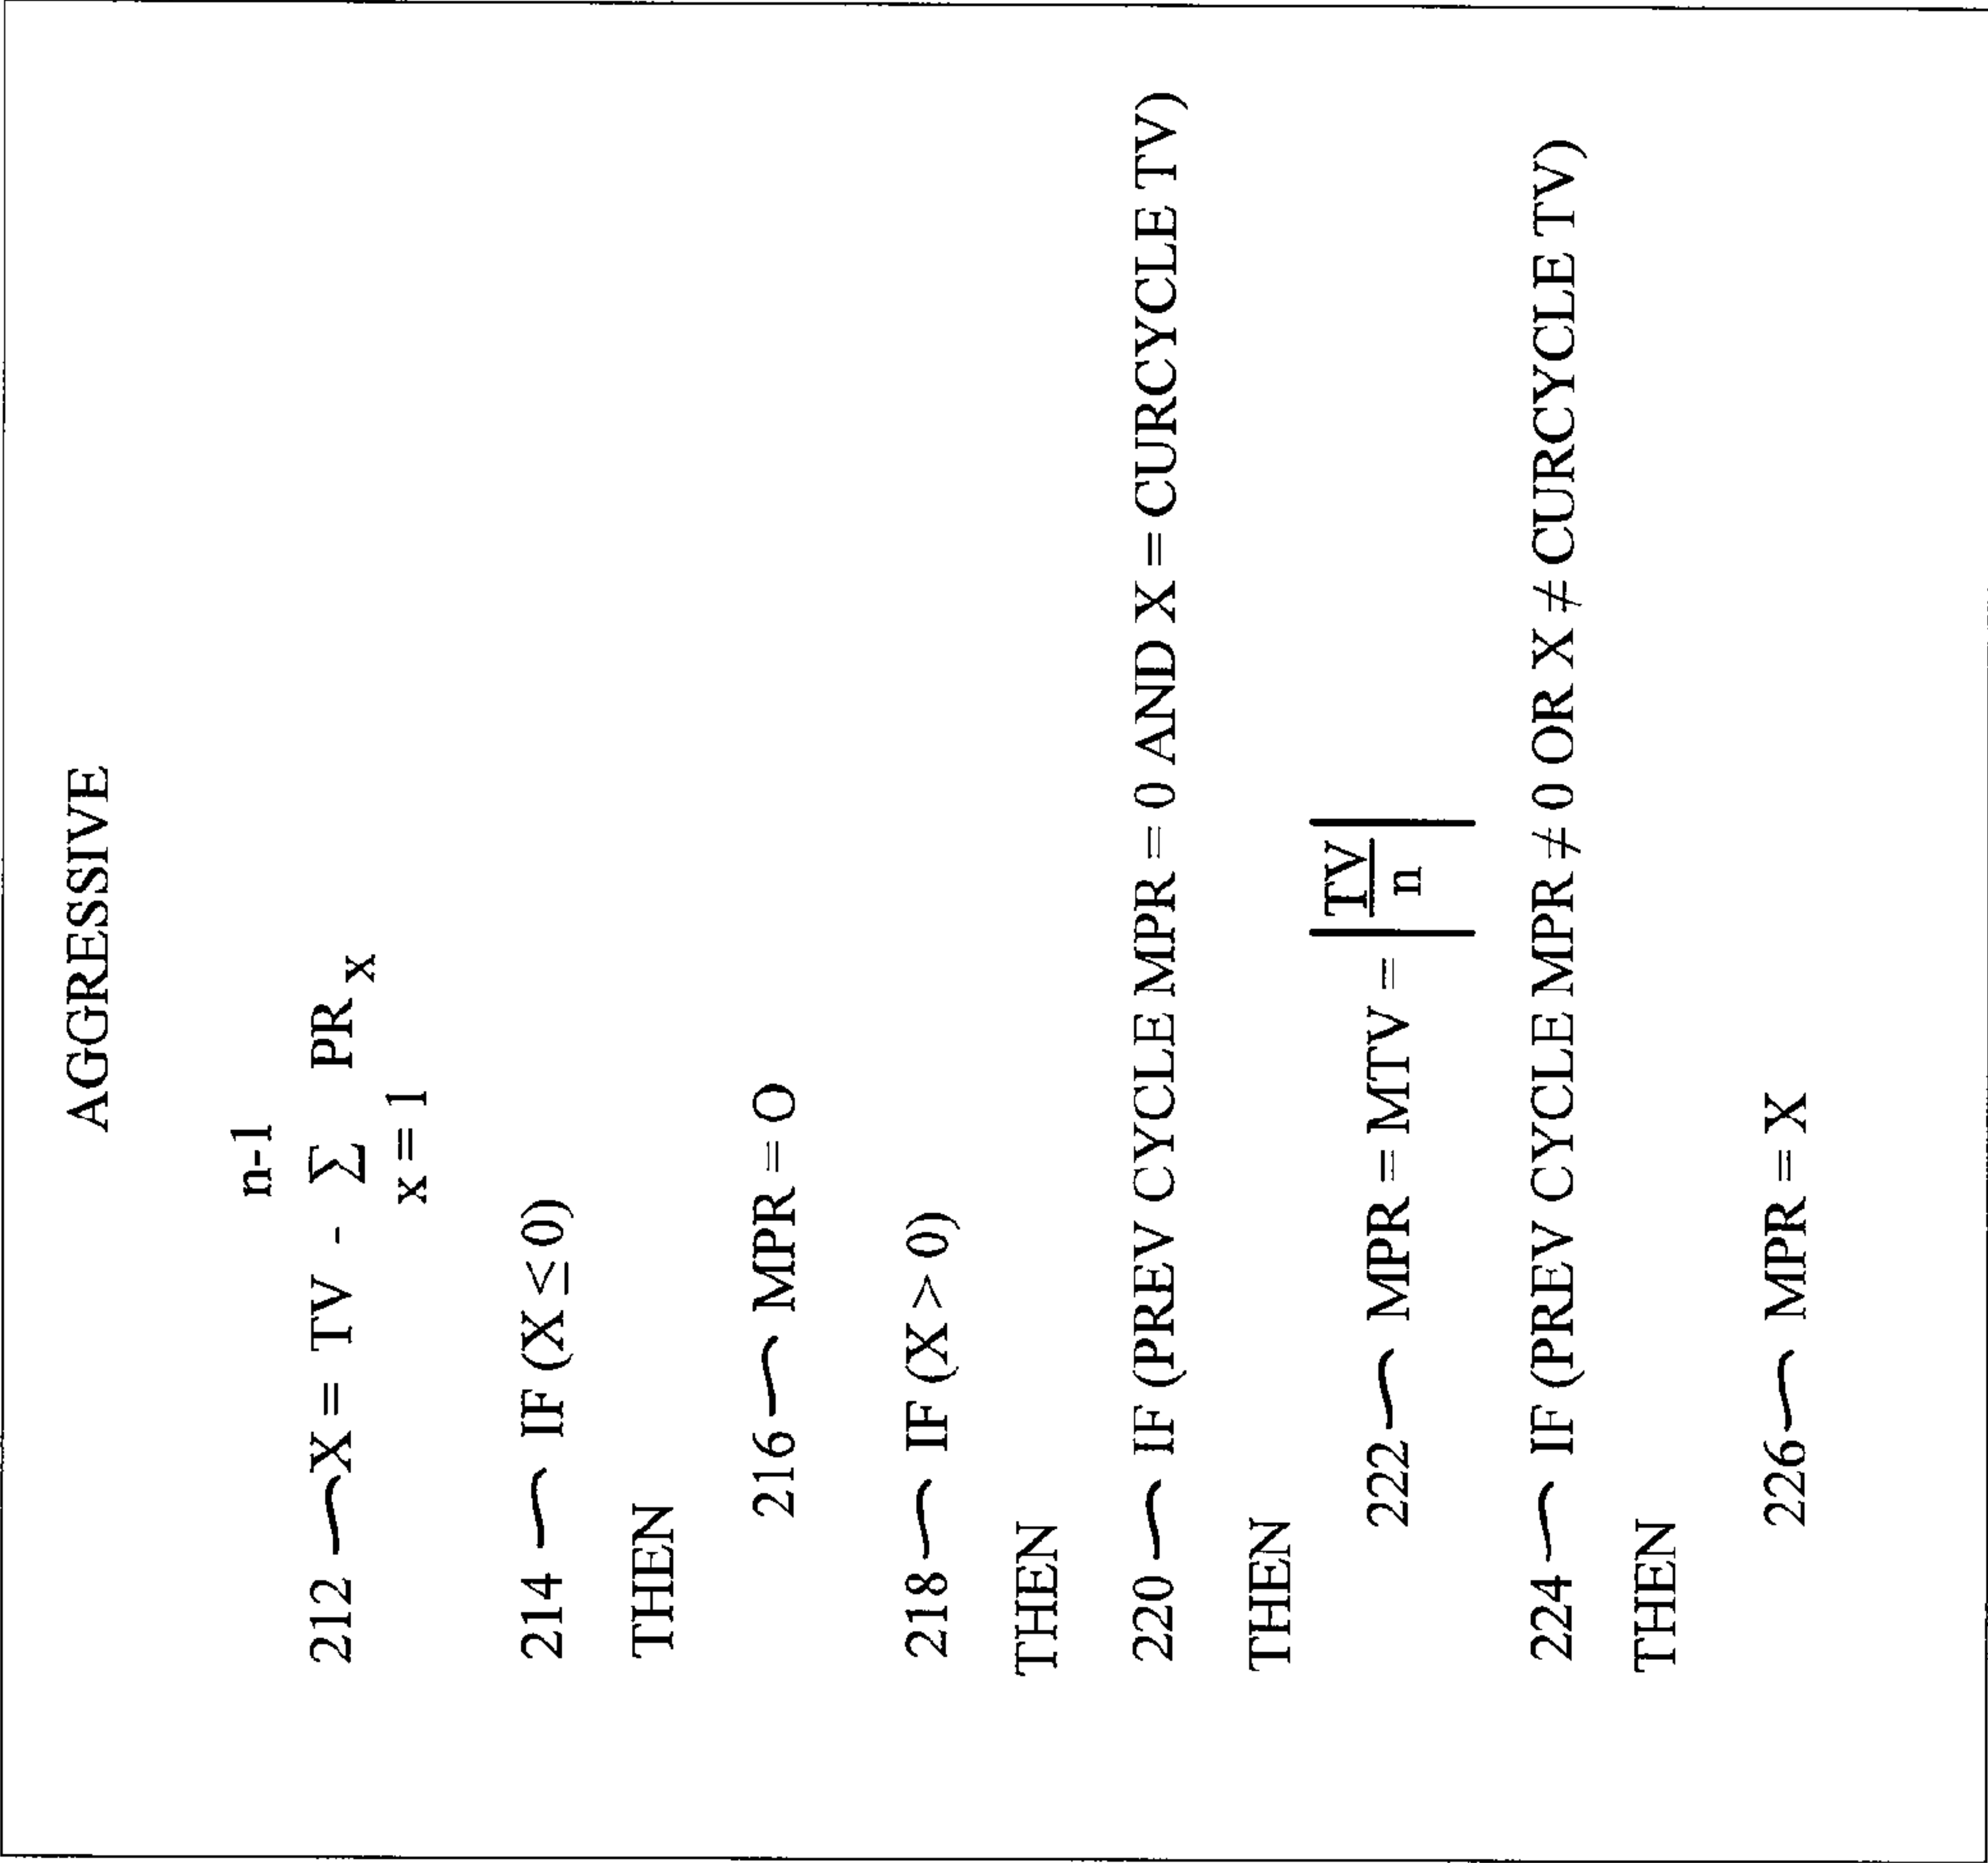 AGGRESSIVE
n-1
212 X = TV - Σ PR x
x = 1
214 IF (X ≤ 0)
THEN
216 MPR = O
218 IF (X > 0)
THEN
220 IF (PREV CYCLE MPR = 0 AND X = CURCYCLE TV)
THEN
222 MPR = MTV = | TV / n |
224 IF (PREV CYCLE MPR ≠ 0 OR X ≠ CURCYCLE TV)
THEN
226 MPR = X